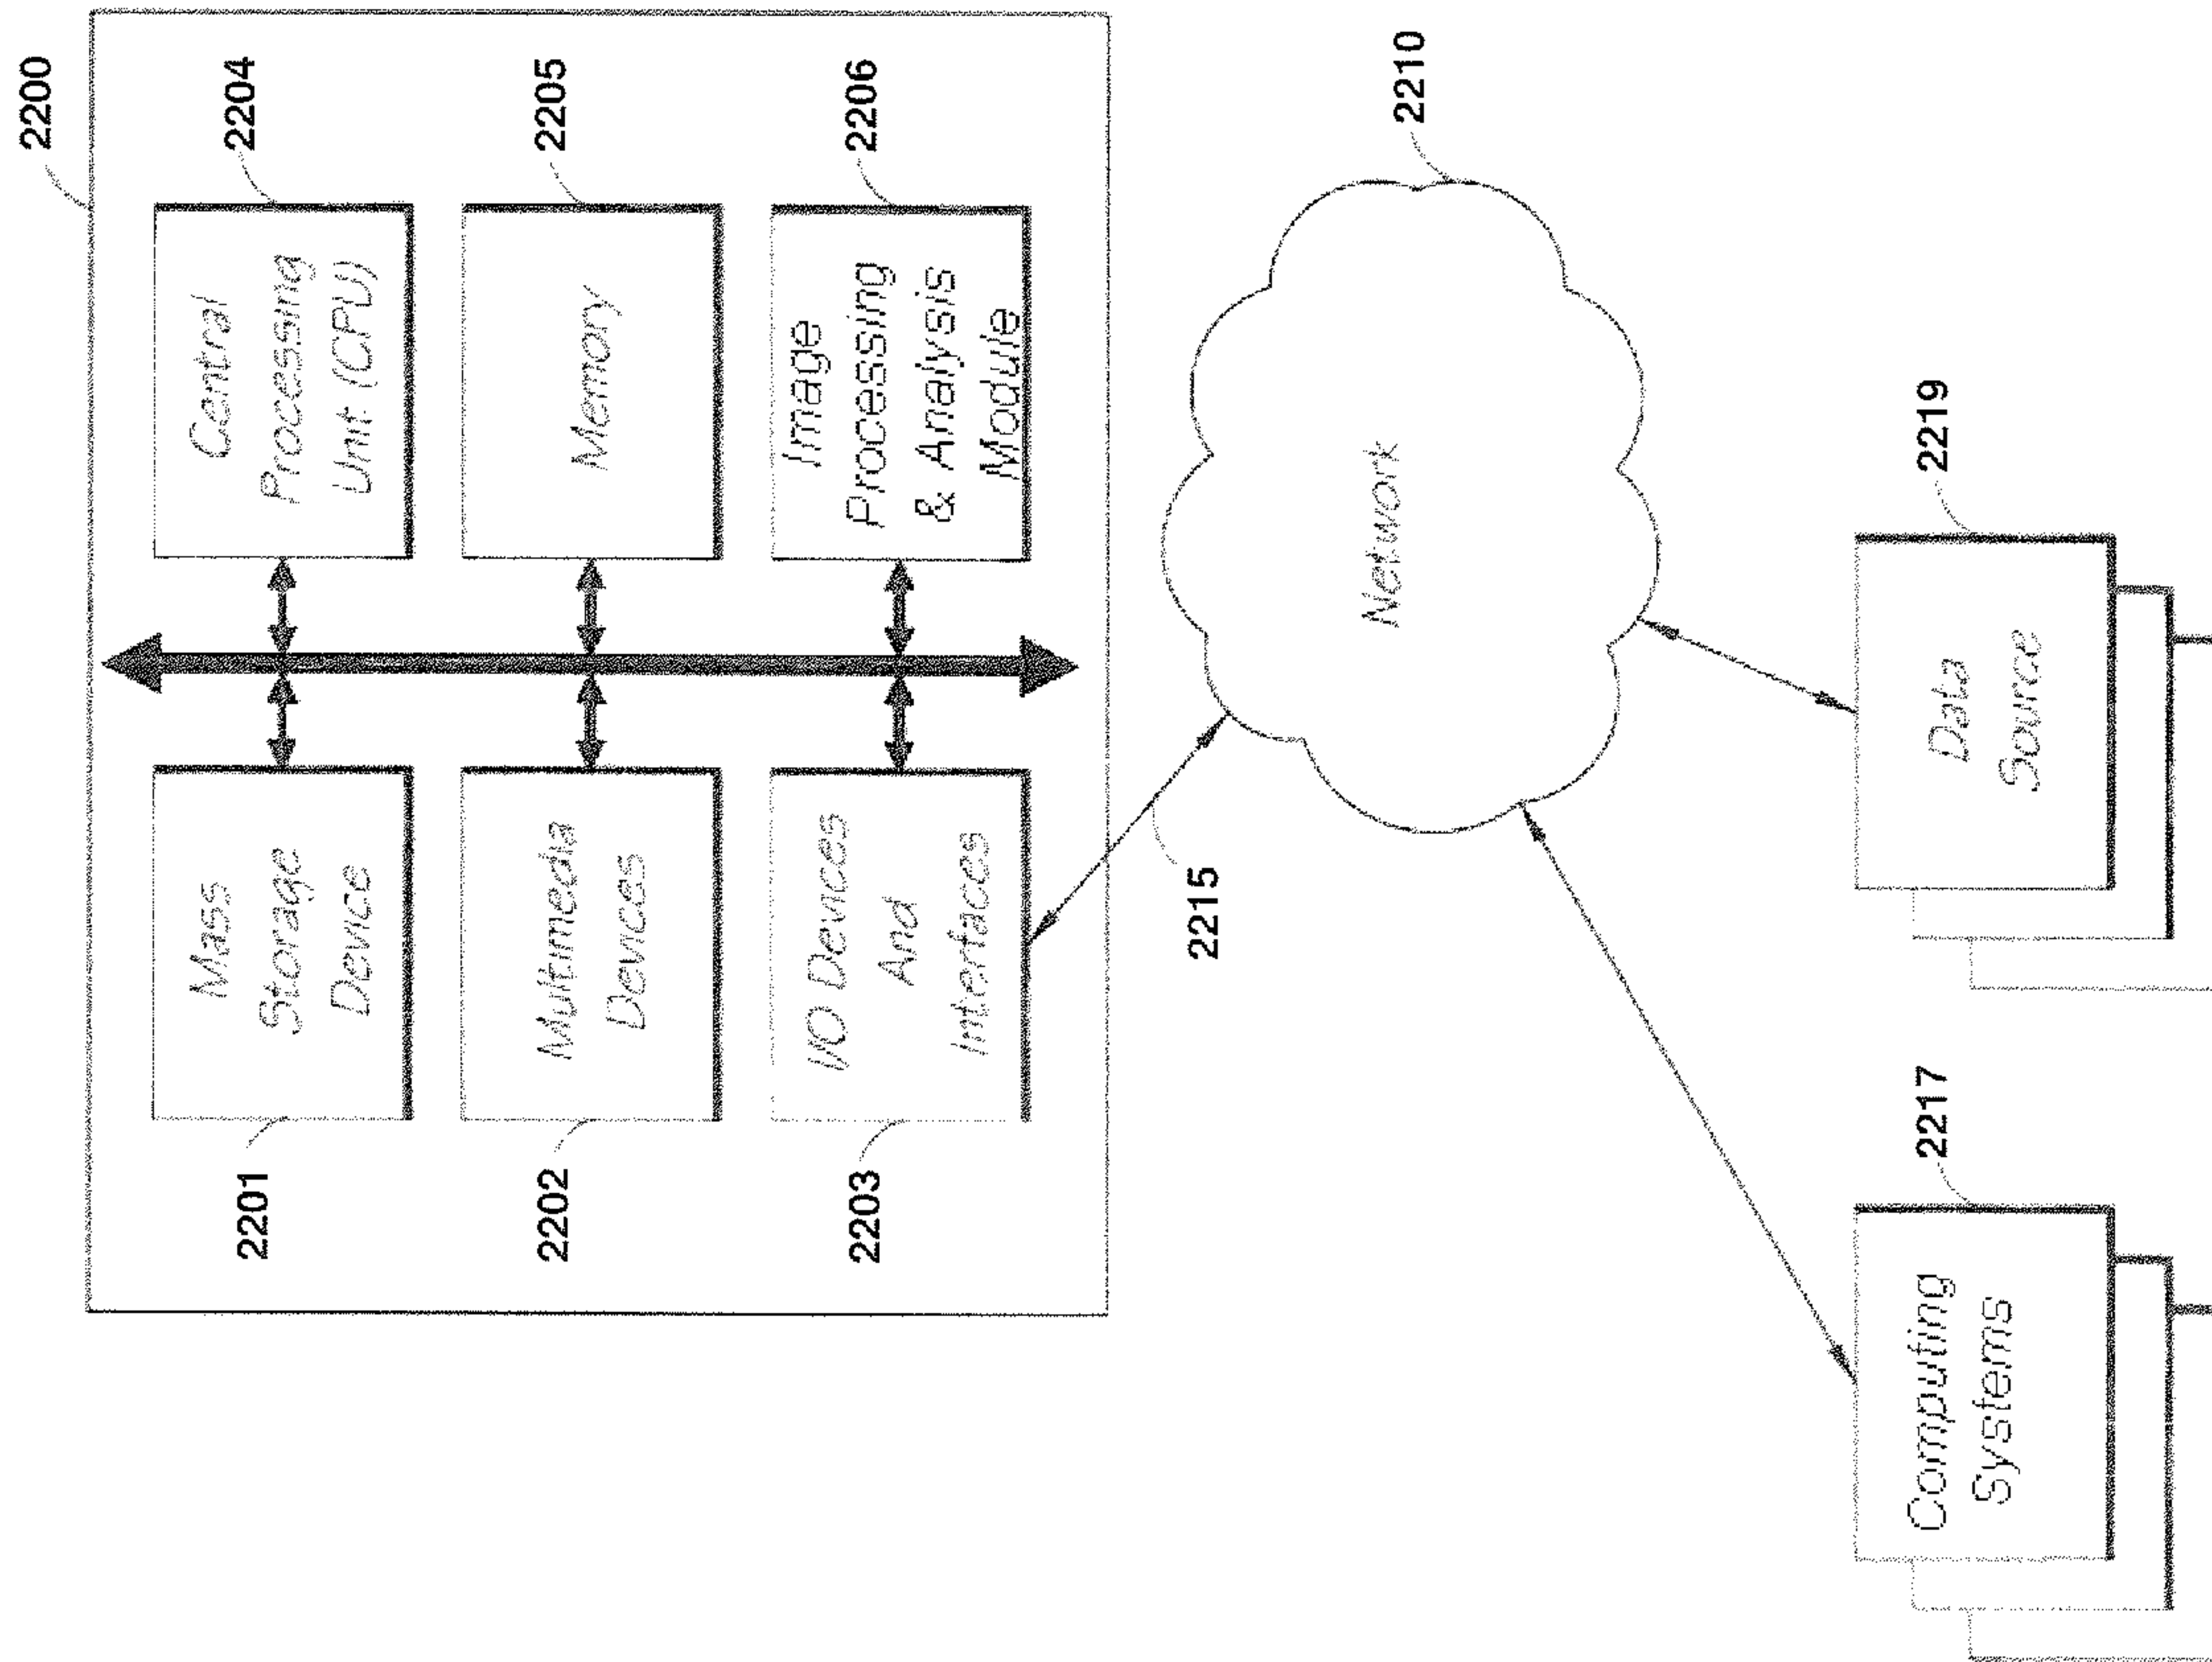 2200
2201
Mass
Storage
Device
2204
Central
Processing
Unit (CPU)
2202
Multimedia
Devices
2205
Memory
2203
I/O Devices
And
Interfaces
2206
Image
Processing
& Analysis
Module
2215
2210
Network
2217
Computing
Systems
2219
Data
Source